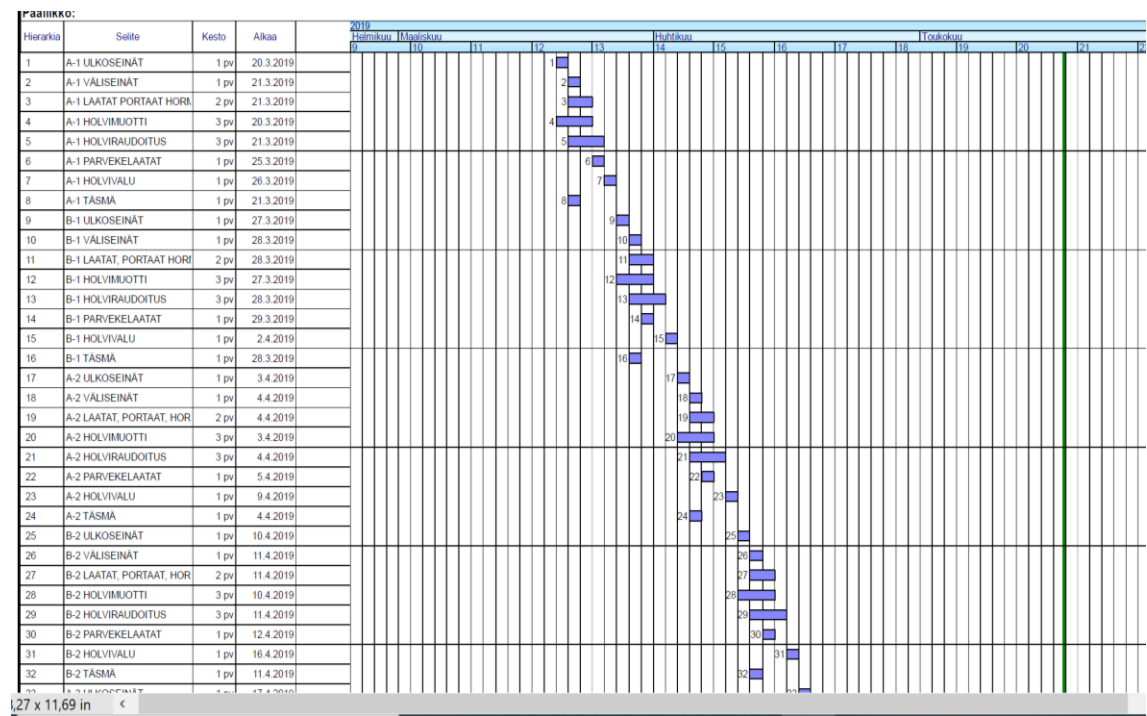 Päällikkö:
Hierarkia Selite Kesto Alkaa
2019
Helmikuu Maaliskuu Huhtikuu Toukokuu
9 10 11 12 13 14 15 16 17 18 19 20 21 22
1 A-1 ULKOSEINÄT 1 pv 20.3.2019 1
2 A-1 VÄLISEINÄT 1 pv 21.3.2019 2
3 A-1 LAATAT PORTAAT HORM 2 pv 21.3.2019 3
4 A-1 HOLVIMUOTTI 3 pv 20.3.2019 4
5 A-1 HOLVIRAUDOITUS 3 pv 21.3.2019 5
6 A-1 PARVEKELAATAT 1 pv 25.3.2019 6
7 A-1 HOLVIVALU 1 pv 26.3.2019 7
8 A-1 TÄSMÄ 1 pv 21.3.2019 8
9 B-1 ULKOSEINÄT 1 pv 27.3.2019 9
10 B-1 VÄLISEINÄT 1 pv 28.3.2019 10
11 B-1 LAATAT, PORTAAT HORM 2 pv 28.3.2019 11
12 B-1 HOLVIMUOTTI 3 pv 27.3.2019 12
13 B-1 HOLVIRAUDOITUS 3 pv 28.3.2019 13
14 B-1 PARVEKELAATAT 1 pv 29.3.2019 14
15 B-1 HOLVIVALU 1 pv 2.4.2019 15
16 B-1 TÄSMÄ 1 pv 28.3.2019 16
17 A-2 ULKOSEINÄT 1 pv 3.4.2019 17
18 A-2 VÄLISEINÄT 1 pv 4.4.2019 18
19 A-2 LAATAT, PORTAAT, HOR 2 pv 4.4.2019 19
20 A-2 HOLVIMUOTTI 3 pv 3.4.2019 20
21 A-2 HOLVIRAUDOITUS 3 pv 4.4.2019 21
22 A-2 PARVEKELAATAT 1 pv 5.4.2019 22
23 A-2 HOLVIVALU 1 pv 9.4.2019 23
24 A-2 TÄSMÄ 1 pv 4.4.2019 24
25 B-2 ULKOSEINÄT 1 pv 10.4.2019 25
26 B-2 VÄLISEINÄT 1 pv 11.4.2019 26
27 B-2 LAATAT, PORTAAT, HOR 2 pv 11.4.2019 27
28 B-2 HOLVIMUOTTI 3 pv 10.4.2019 28
29 B-2 HOLVIRAUDOITUS 3 pv 11.4.2019 29
30 B-2 PARVEKELAATAT 1 pv 12.4.2019 30
31 B-2 HOLVIVALU 1 pv 16.4.2019 31
32 B-2 TÄSMÄ 1 pv 11.4.2019 32
33 A-3 ULKOSEINÄT 1 pv 17.4.2019 33
,27 x 11,69 in <